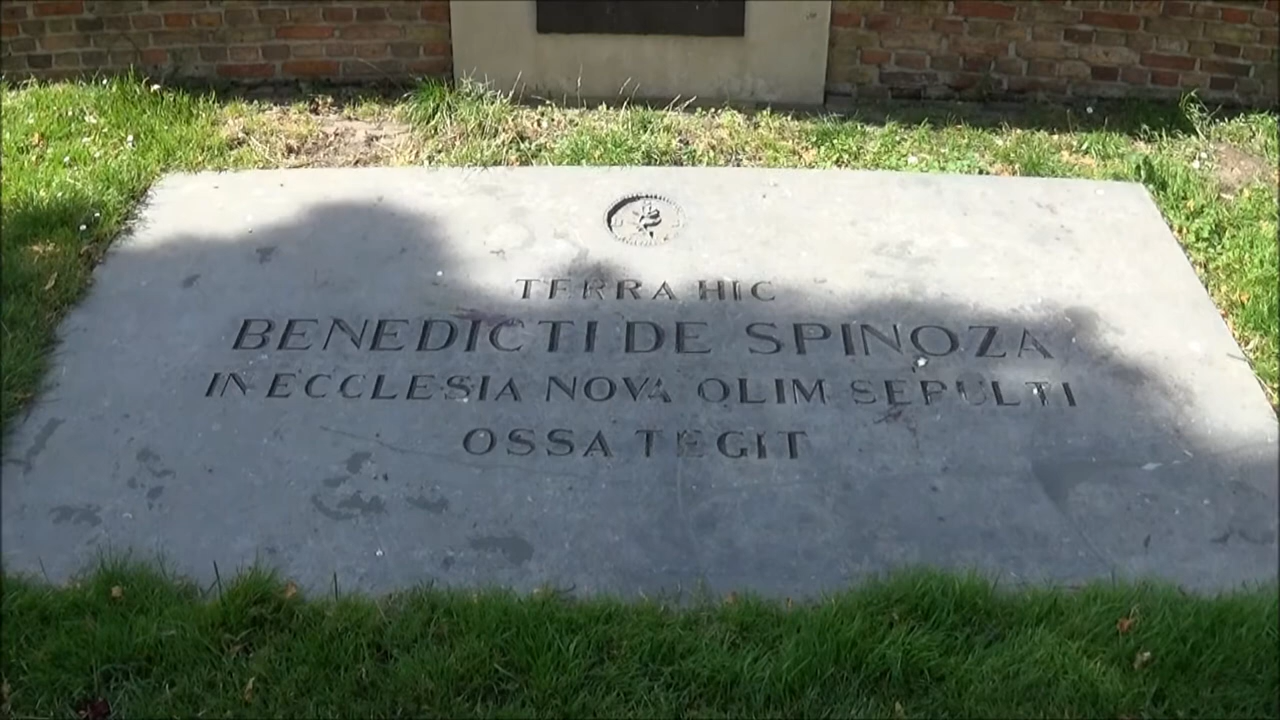 TERRA HIC
BENEDICTI DE SPINOZA
IN ECCLESIA NOVA OLIM SEPULTI
OSSA TEGIT